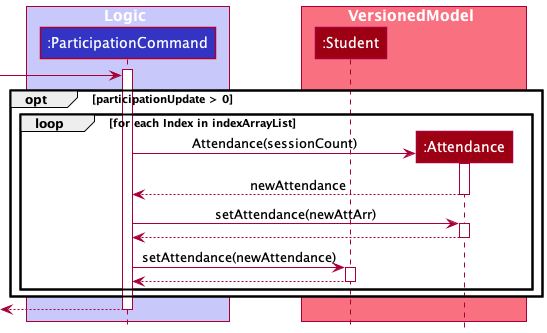 Logic
VersionedModel
:ParticipationCommand
:Student
opt
[participationUpdate > 0]
loop
[for each Index in indexArrayList]
Attendance(sessionCount)
:Attendance
newAttendance
setAttendance(newAttArr)
setAttendance(newAttendance)